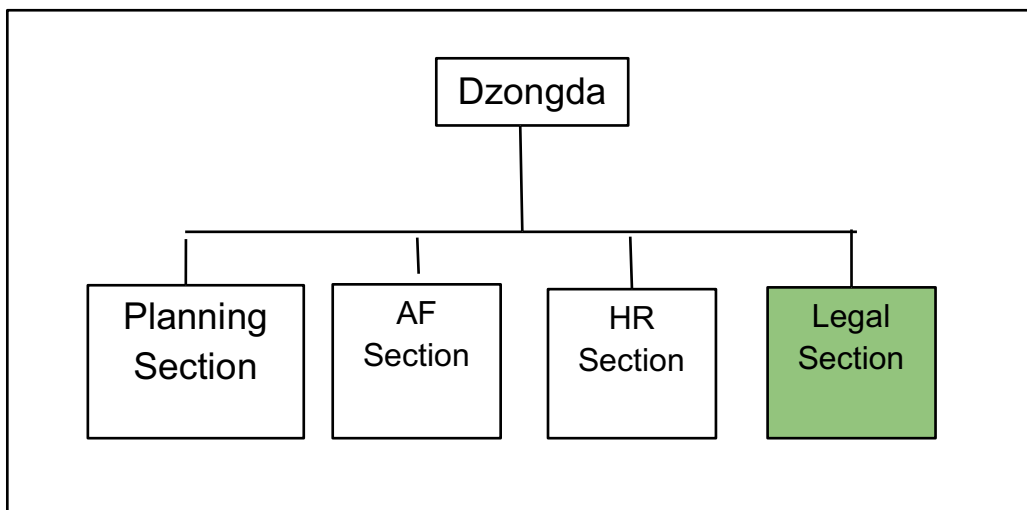 Dzongda
Planning
Section
AF
Section
HR
Section
Legal
Section